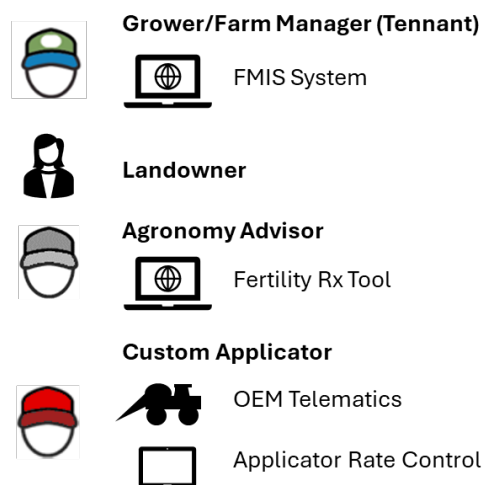 Grower/Farm Manager (Tennant)
FMIS System
Landowner
Agronomy Advisor
Fertility Rx Tool
Custom Applicator
OEM Telematics
Applicator Rate Control